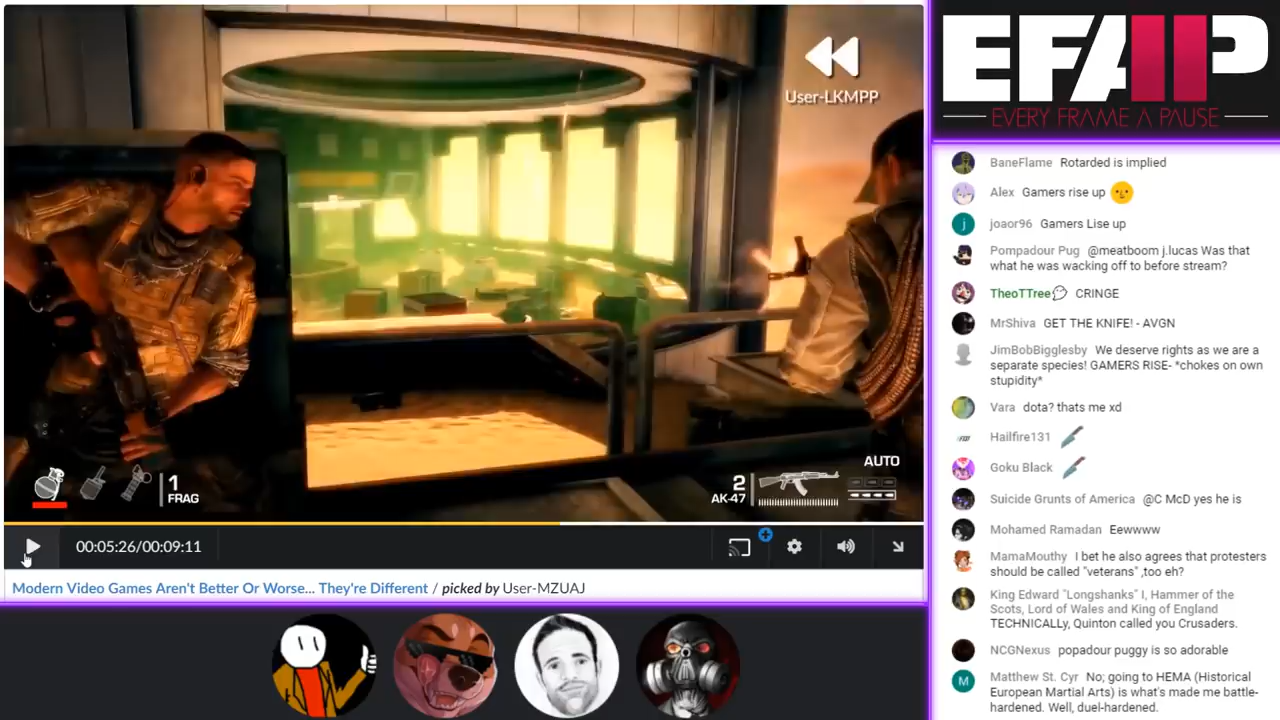 User-LKMPP
1
FRAG
AUTO
2
AK-47
00:05:26/00:09:11
Modern Video Games Aren't Better Or Worse... They're Different / picked by User-MZUAJ
EFAP
EVERY FRAME A PAUSE
BaneFlame Rotarded is implied
Alex Gamers rise up
joaor96 Gamers Lise up
Pompadour Pug @meatboom j.lucas Was that
what he was wacking off to before stream?
TheoTTree CRINGE
MrShiva GET THE KNIFE! - AVGN
JimBobBigglesby We deserve rights as we are a
separate species! GAMERS RISE- *chokes on own
stupidity*
Vara dota? thats me xd
Hailfire131
Goku Black
Suicide Grunts of America @C McD yes he is
Mohamed Ramadan Eewwww
MamaMouthy I bet he also agrees that protesters
should be called "veterans" ,too eh?
King Edward "Longshanks" I, Hammer of the
Scots, Lord of Wales and King of England
TECHNICALLY, Quinton called you Crusaders.
NCGNexus popadour puggy is so adorable
M
Matthew St. Cyr No; going to HEMA (Historical
European Martial Arts) is what's made me battle-
hardened. Well, duel-hardened.